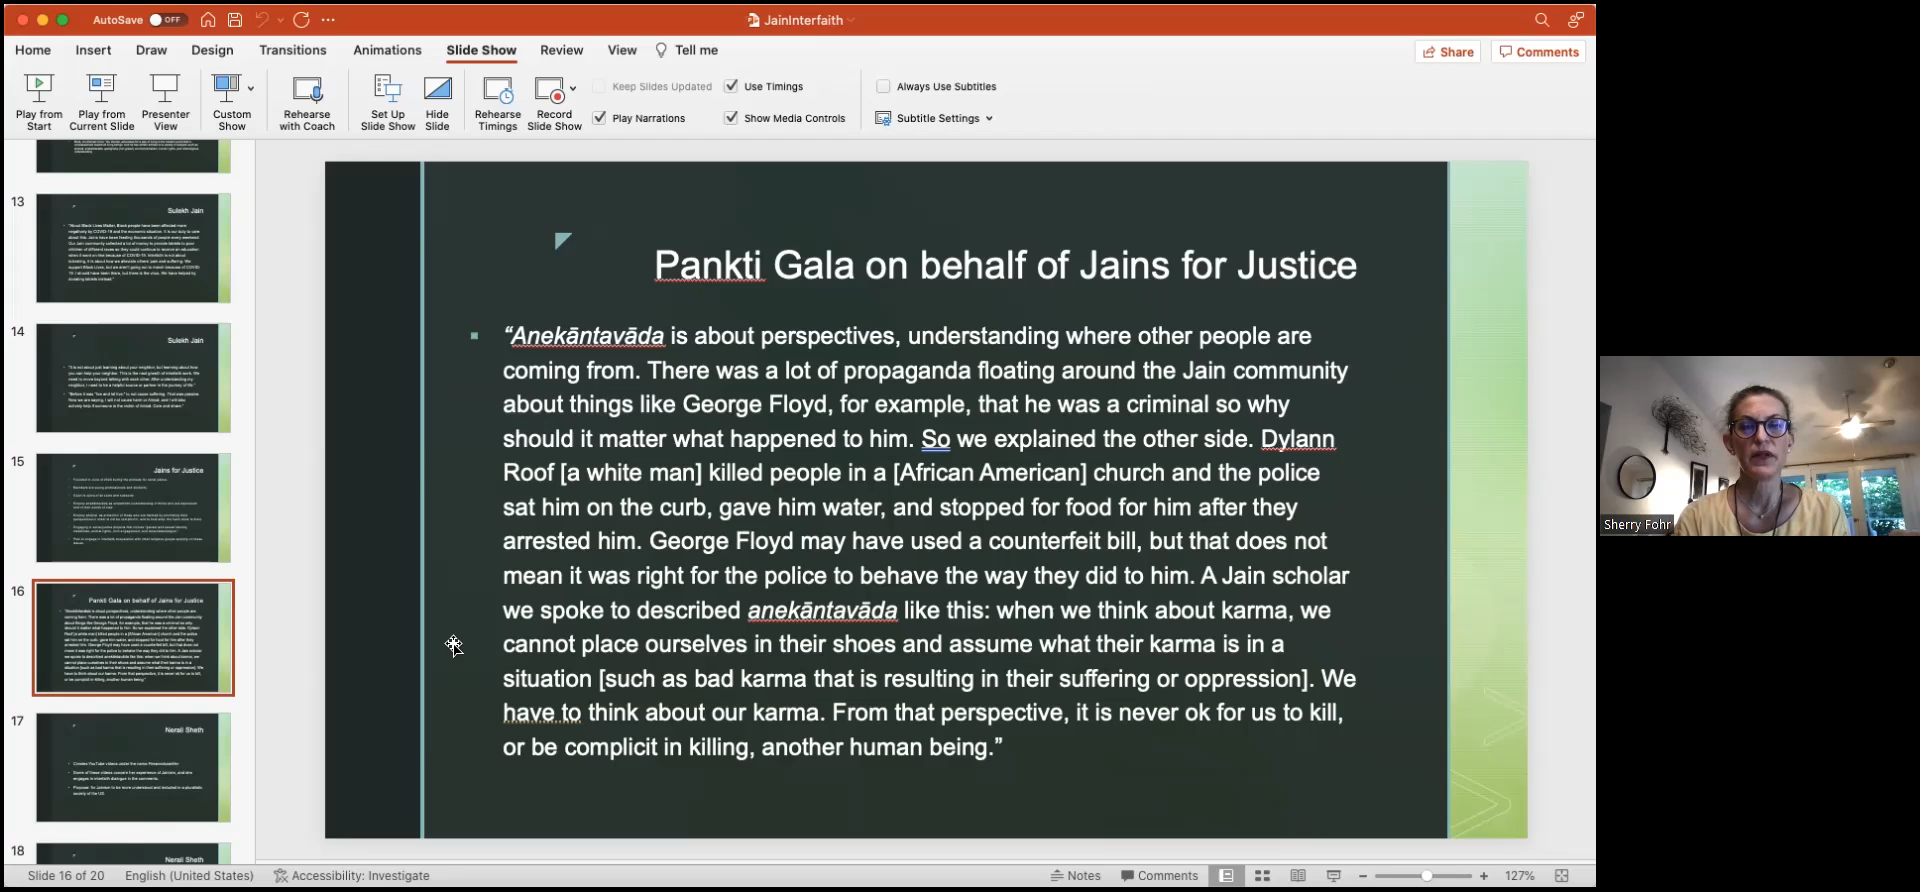 AutoSave OFF
JainInterfaith
Home Insert Draw Design Transitions Animations Slide Show Review View Tell me
Share Comments
Play from Start
Play from Current Slide
Presenter View
Custom Show
Rehearse with Coach
Set Up Slide Show
Hide Slide
Rehearse Timings
Record Slide Show
Keep Slides Updated
Use Timings
Play Narrations
Show Media Controls
Always Use Subtitles
Subtitle Settings
13
Sulekh Jain
14
Sulekh Jain
15
Jains for Justice
16
Pankti Gala on behalf of Jains for Justice
17
18
Pankti Gala on behalf of Jains for Justice
“Anekāntavāda is about perspectives, understanding where other people are
coming from. There was a lot of propaganda floating around the Jain community
about things like George Floyd, for example, that he was a criminal so why
should it matter what happened to him. So we explained the other side. Dylann
Roof [a white man] killed people in a [African American] church and the police
sat him on the curb, gave him water, and stopped for food for him after they
arrested him. George Floyd may have used a counterfeit bill, but that does not
mean it was right for the police to behave the way they did to him. A Jain scholar
we spoke to described anekāntavāda like this: when we think about karma, we
cannot place ourselves in their shoes and assume what their karma is in a
situation [such as bad karma that is resulting in their suffering or oppression]. We
have to think about our karma. From that perspective, it is never ok for us to kill,
or be complicit in killing, another human being.”
Sherry Fohr
Slide 16 of 20 English (United States) Accessibility: Investigate
Notes Comments 127%